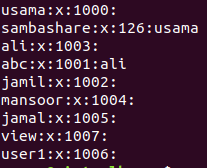 usama:x:1000:
sambashare:x:126:usama
ali:x:1003:
abc:x:1001:ali
jamil:x:1002:
mansoor:x:1004:
jamal:x:1005:
view:x:1007:
user1:x:1006: